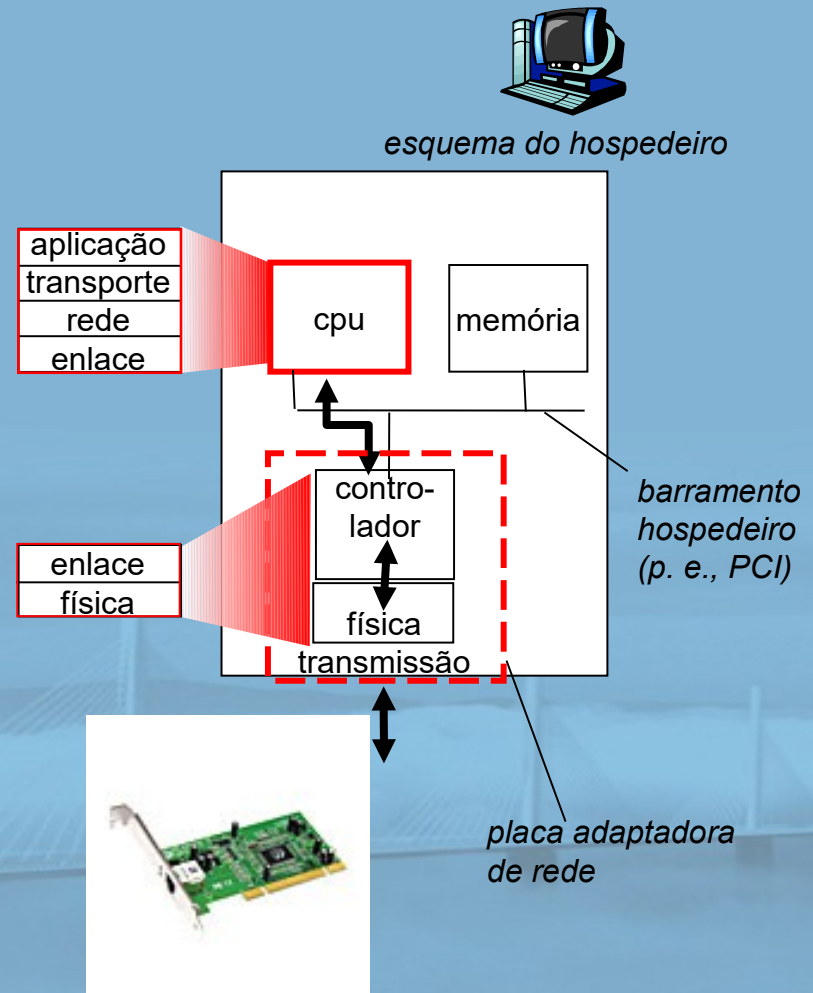 esquema do hospedeiro
aplicação
transporte
rede
enlace
cpu
memória
contro-
lador
física
transmissão
enlace
física
barramento
hospedeiro
(p. e., PCI)
placa adaptadora
de rede